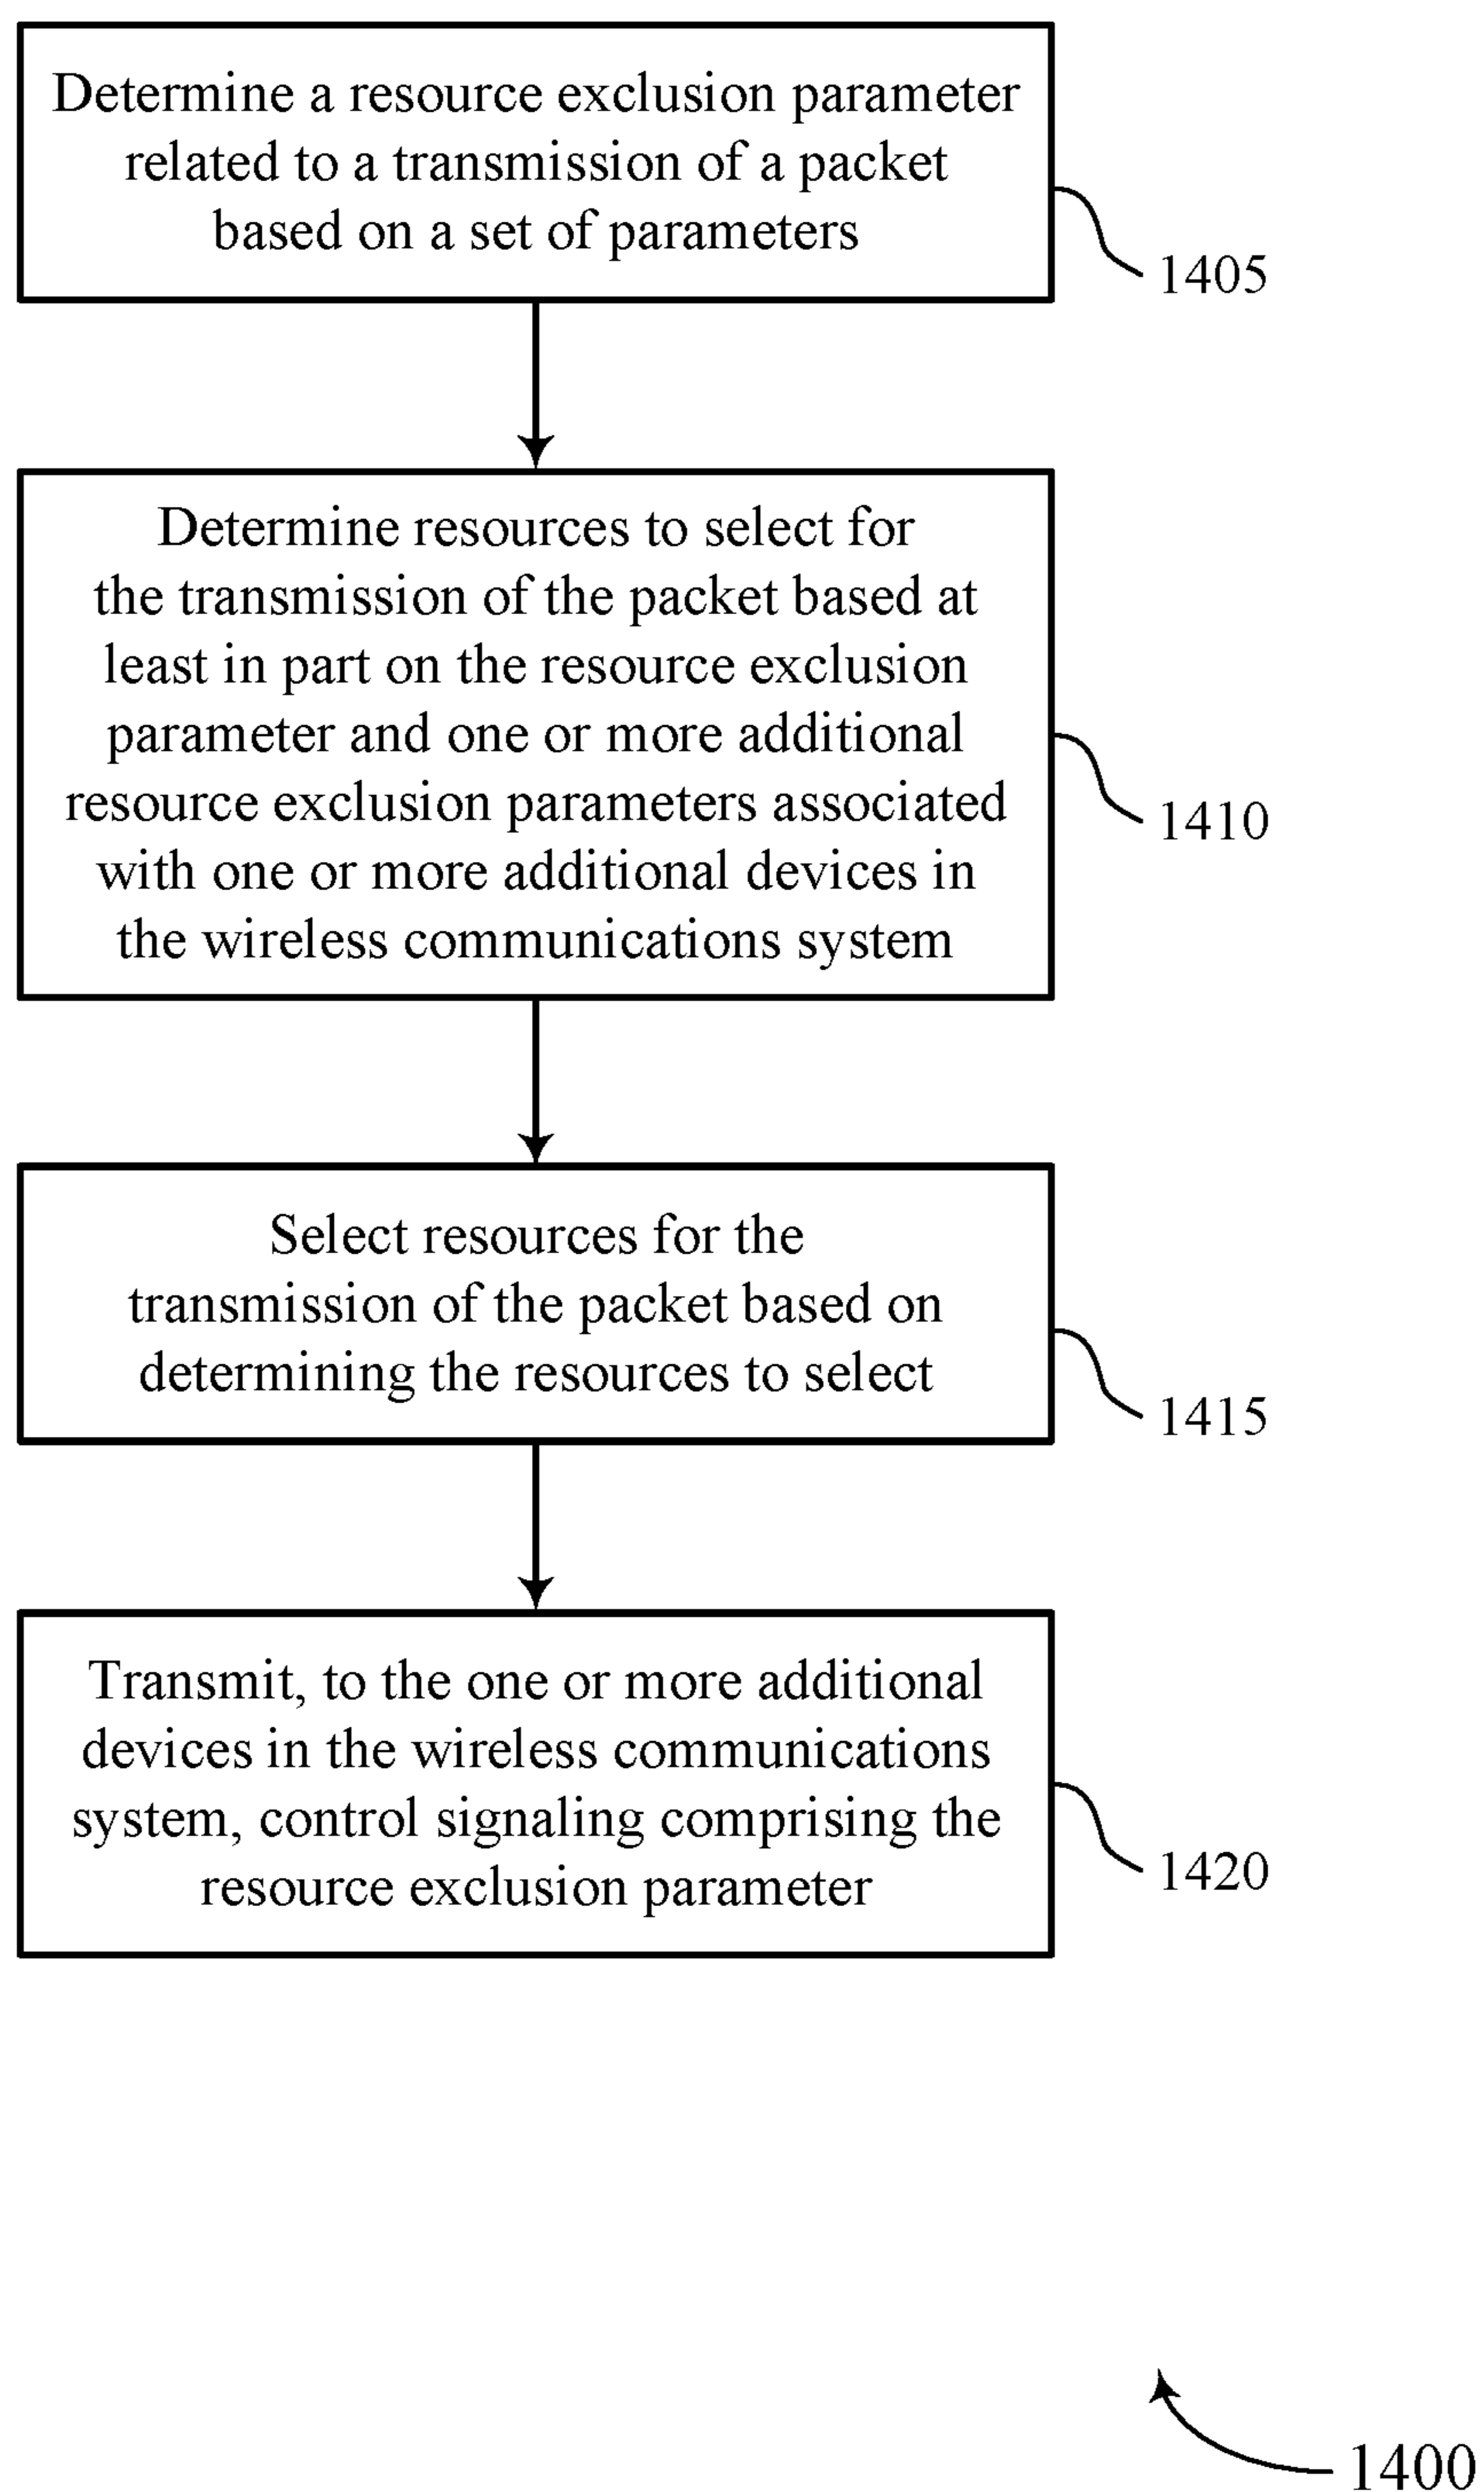 Determine a resource exclusion parameter
related to a transmission of a packet
based on a set of parameters
1405
Determine resources to select for
the transmission of the packet based at
least in part on the resource exclusion
parameter and one or more additional
resource exclusion parameters associated
with one or more additional devices in
the wireless communications system
1410
Select resources for the
transmission of the packet based on
determining the resources to select
1415
Transmit, to the one or more additional
devices in the wireless communications
system, control signaling comprising the
resource exclusion parameter
1420
1400